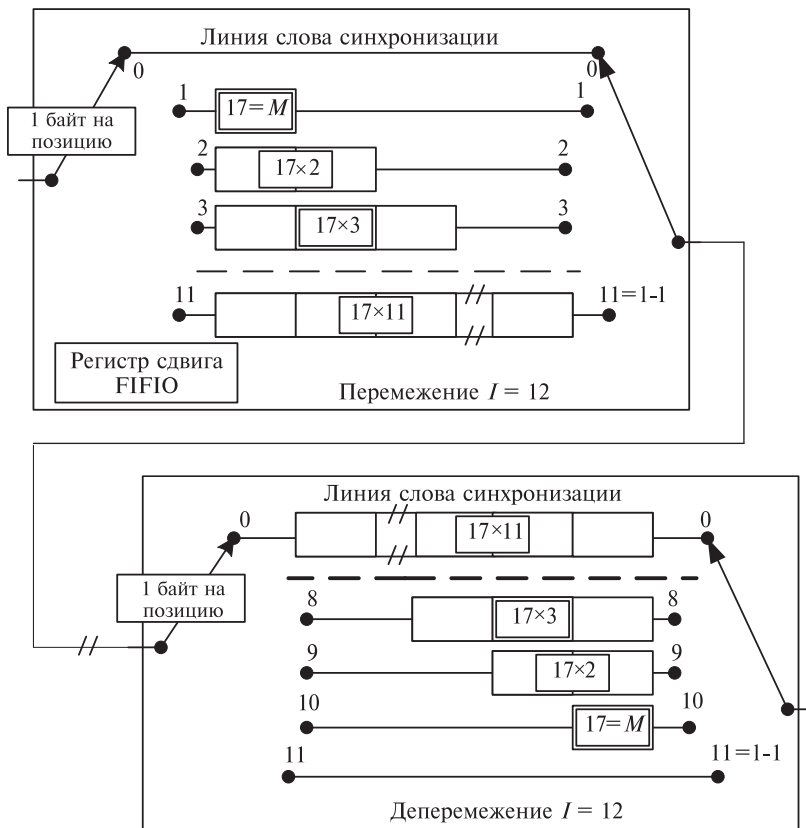 Линия слова синхронизации
0
0
1 байт на
позицию
1
17=M
1
2
17×2
2
3
17×3
3
11
17×11
11=1-1
Регистр сдвига
FIFIO
Перемежение I = 12
Линия слова синхронизации
0
17×11
0
1 байт на
позицию
8
17×3
8
9
17×2
9
10
17=M
10
11
11=1-1
Деперемежение I = 12